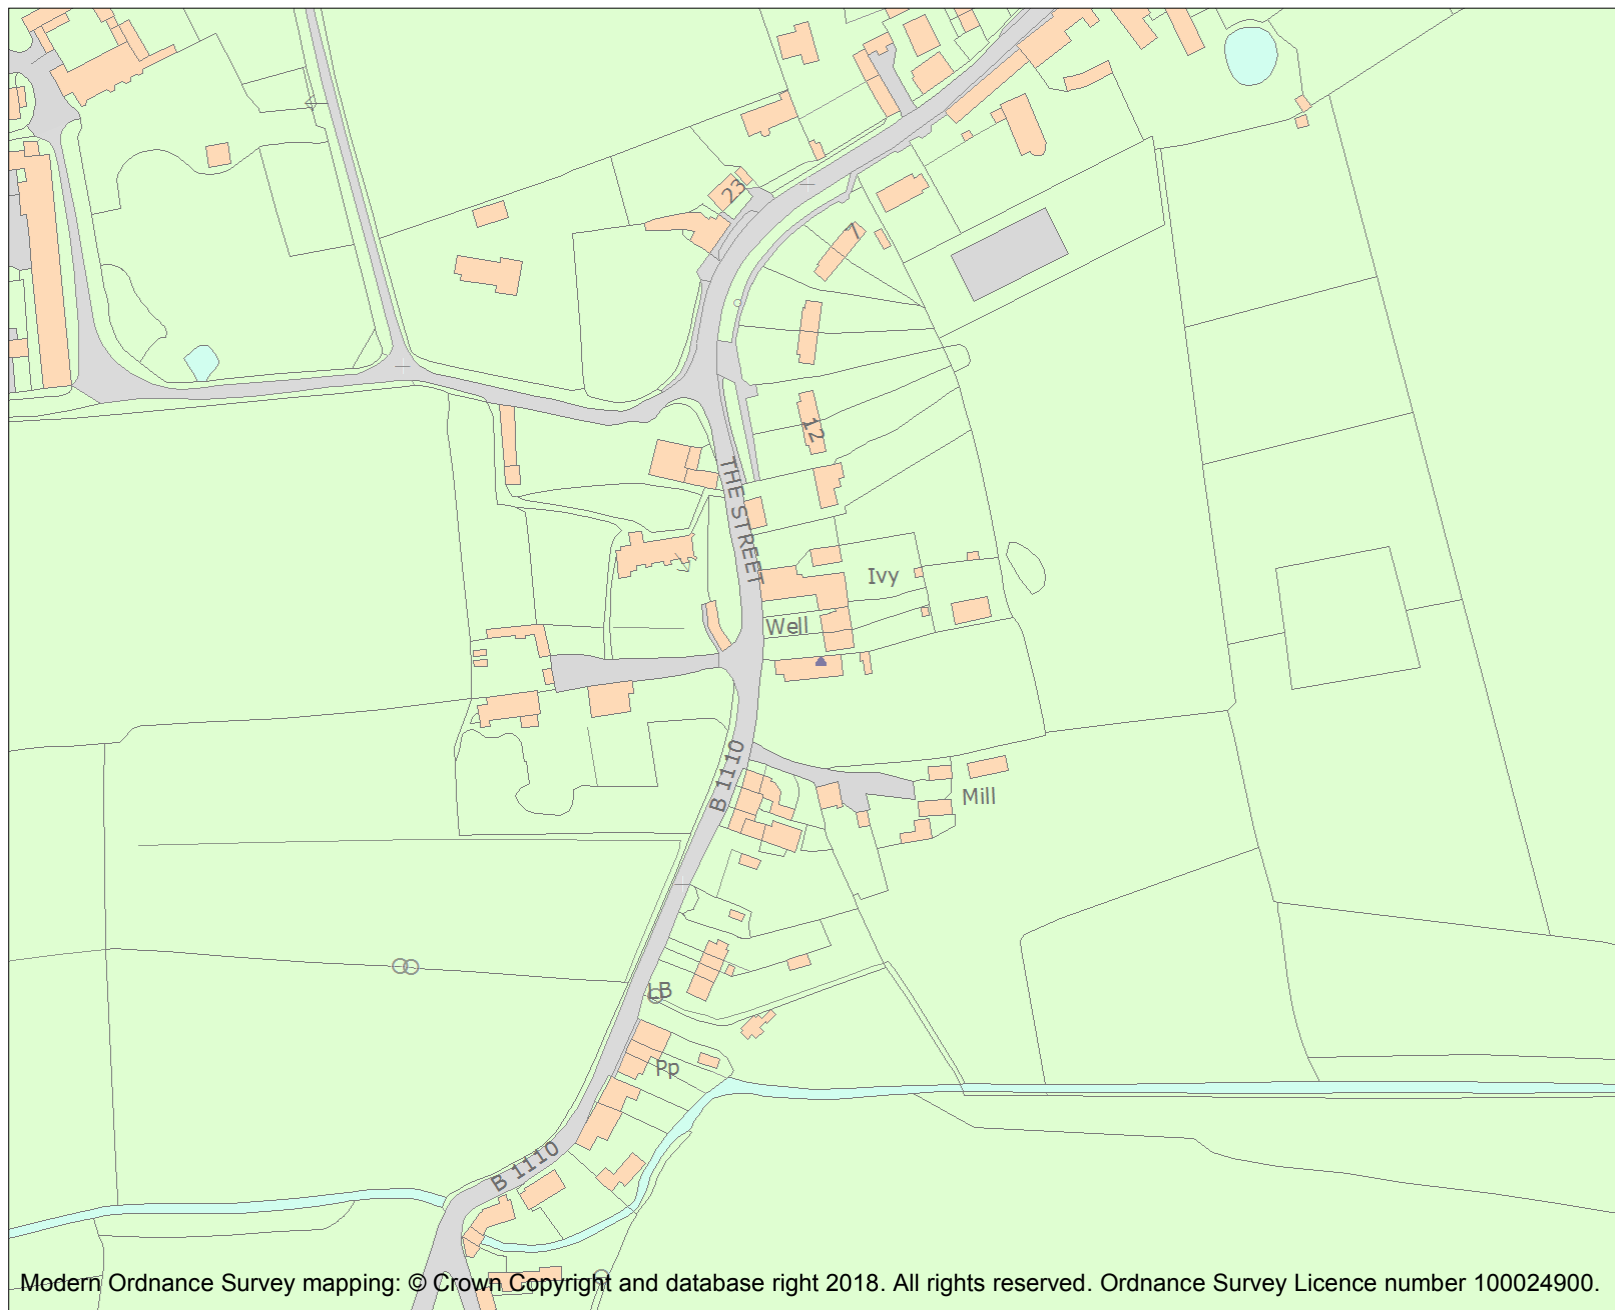 23
7
12
THE STREET
Ivy
Well
B 1110
Mill
LB
Pp
B 1110
Modern Ordnance Survey mapping: © Crown Copyright and database right 2018. All rights reserved. Ordnance Survey Licence number 100024900.